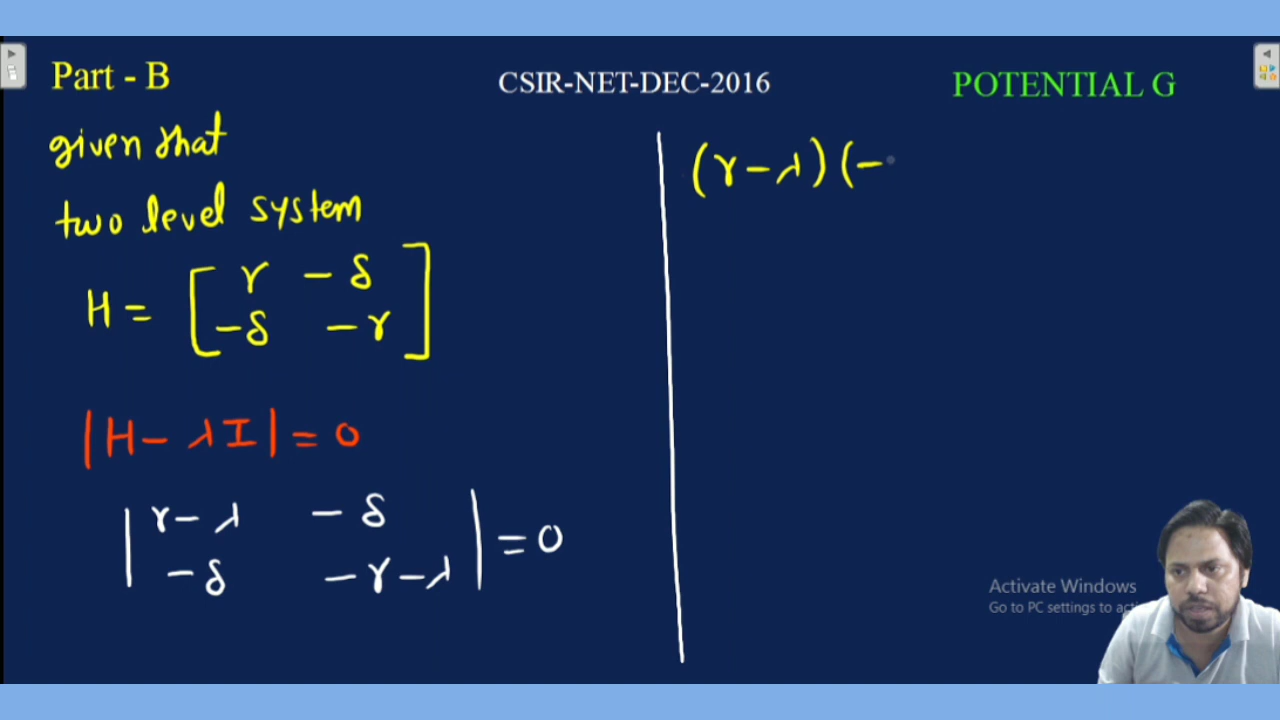 Part - B
CSIR-NET-DEC-2016
POTENTIAL G
given that
two level system
H = [ γ - δ
-δ - γ ]
|H - λI| = 0
| γ - λ - δ
- δ - γ - λ | = 0
(γ - λ) (-
Activate Windows
Go to PC settings to acti